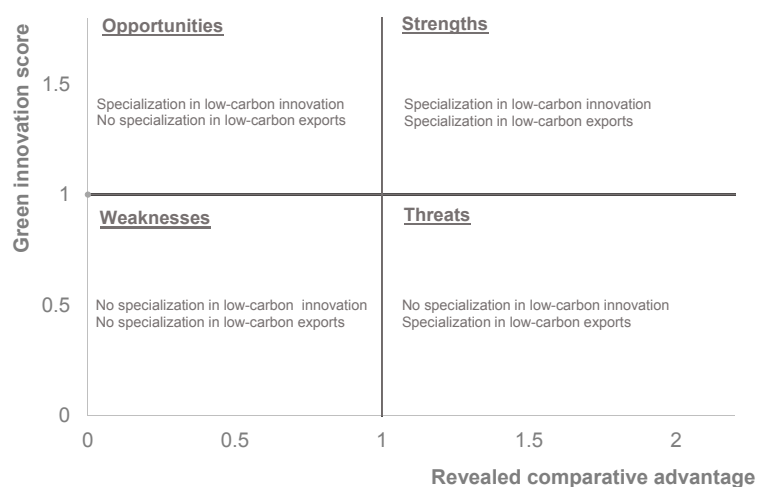 Opportunities
Strengths
Green innovation score
1.5
Specialization in low-carbon innovation
No specialization in low-carbon exports
Specialization in low-carbon innovation
Specialization in low-carbon exports
1
Weaknesses
Threats
0.5
No specialization in low-carbon  innovation
No specialization in low-carbon exports
No specialization in low-carbon innovation
Specialization in low-carbon exports
0
0
0.5
1
1.5
2
Revealed comparative advantage